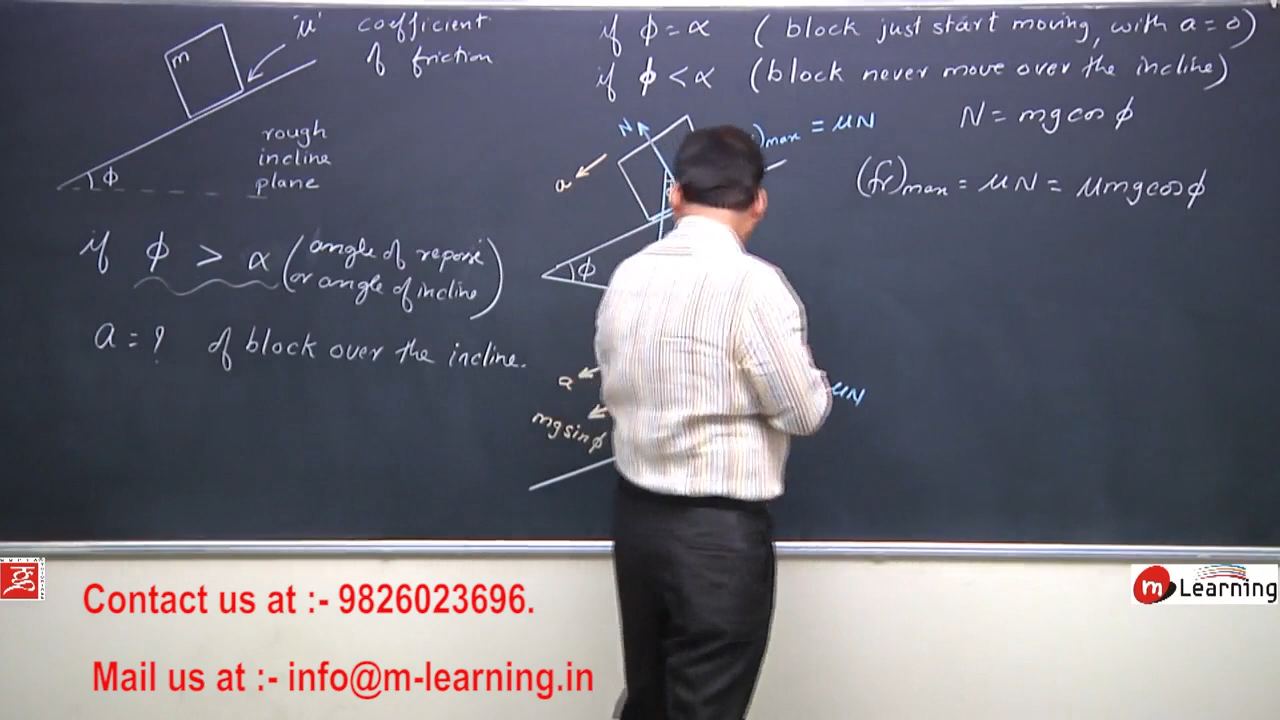 m
'μ' coefficient
of friction
rough
incline
plane
ϕ
if ϕ > α (angle of repose
or angle of incline)
a = ? of block over the incline.
if ϕ = α (block just start moving, with a = 0)
if ϕ < α (block never move over the incline)
N
)max = μN
a
ϕ
N = mg cos ϕ
(fr)max = μN = μmg cos ϕ
a
mg sin ϕ
μN
Contact us at :- 9826023696.
Mail us at :- info@m-learning.in
m Learning